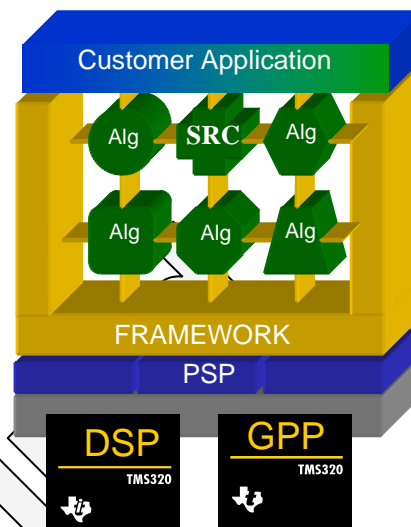 Customer Application
Alg SRC Alg
Alg Alg Alg
FRAMEWORK
PSP
DSP GPP
TMS320 TMS320